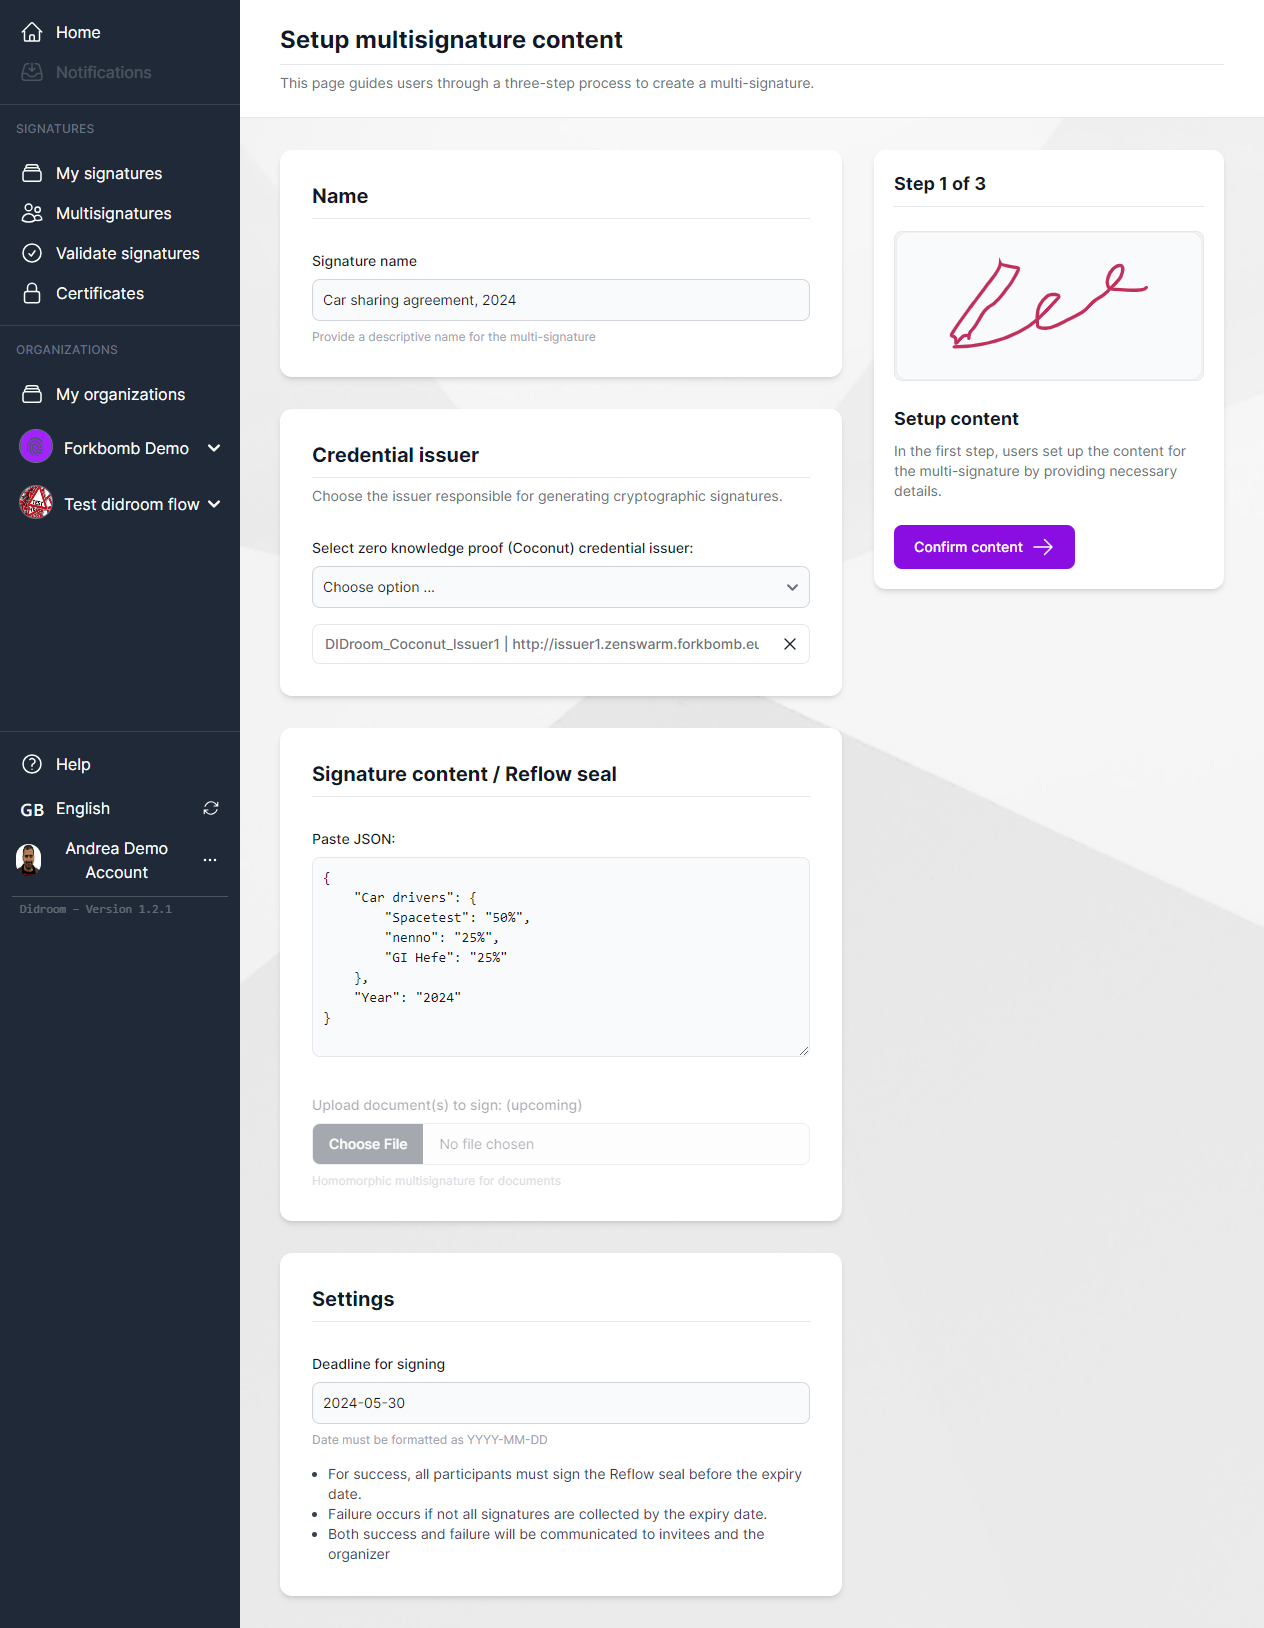 Home
Notifications
SIGNATURES
My signatures
Multisignatures
Validate signatures
Certificates
ORGANIZATIONS
My organizations
Forkbomb Demo
Test didroom flow
Help
GB English
Andrea Demo
Account
...
Didroom - Version 1.2.1
Setup multisignature content
This page guides users through a three-step process to create a multi-signature.
Name
Signature name
Car sharing agreement, 2024
Provide a descriptive name for the multi-signature
Credential issuer
Choose the issuer responsible for generating cryptographic signatures.
Select zero knowledge proof (Coconut) credential issuer:
Choose option ...
DIDroom_Coconut_Issuer1 | http://issuer1.zenswarm.forkbomb.eu
Signature content / Reflow seal
Paste JSON:
{
"Car drivers": {
"Spacetest": "50%",
"nenno": "25%",
"GI Hefe": "25%"
},
"Year": "2024"
}
Upload document(s) to sign: (upcoming)
Choose File No file chosen
Homomorphic multisignature for documents
Settings
Deadline for signing
2024-05-30
Date must be formatted as YYYY-MM-DD
• For success, all participants must sign the Reflow seal before the expiry
date.
• Failure occurs if not all signatures are collected by the expiry date.
• Both success and failure will be communicated to invitees and the
organizer
Step 1 of 3
Setup content
In the first step, users set up the content for
the multi-signature by providing necessary
details.
Confirm content